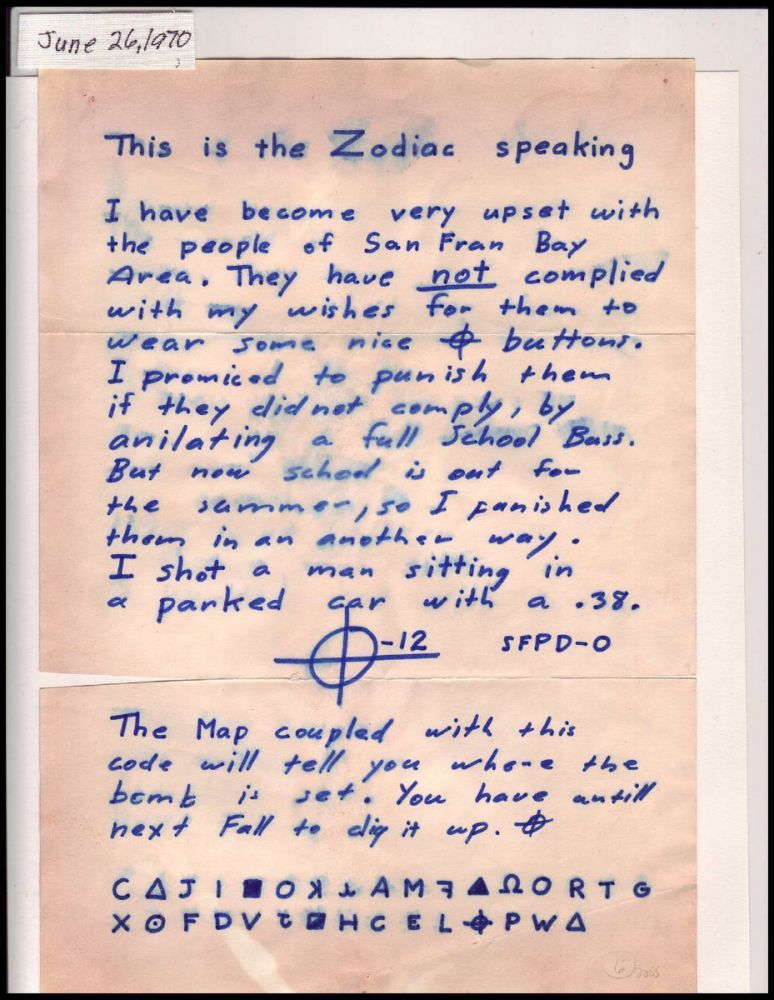 June 26, 1970
This is the Zodiac speaking
I have become very upset with
the people of San Fran Bay
Area. They have not complied
with my wishes for them to
wear some nice ⌖ buttons.
I promiced to punish them
if they did not comply, by
anilating a full School Buss.
But now school is out for
the summer, so I punished
them in an another way.
I shot a man sitting in
a parked car with a .38.
⌖-12 SFPD-0
The Map coupled with this
code will tell you where the
bomb is set. You have untill
next Fall to dig it up. ⌖
C Δ J I ■ O ꓘ A M ꟻ ▲ Ω O R T G
X ⊙ F D V H C E L ⌖ P W Δ